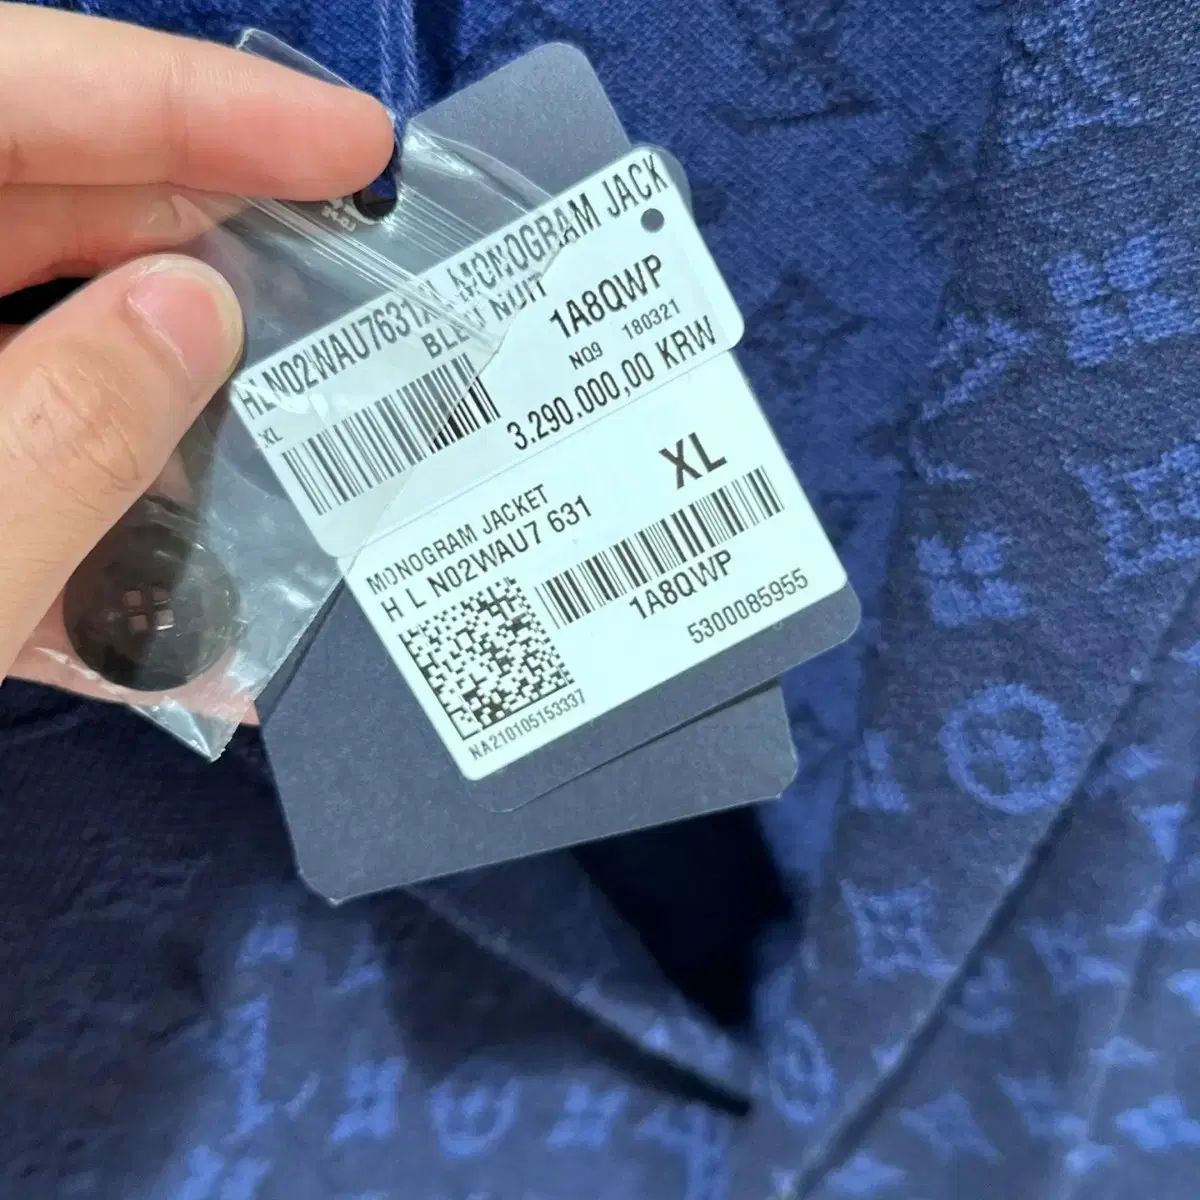 HLN02WAU7631XL MONOGRAM JACK
BLEU NUIT
XL
1A8QWP
NQ9 180321
3.290.000,00 KRW
XL
MONOGRAM JACKET
H L N02WAU7 631
1A8QWP
5300085955
NA210105153337